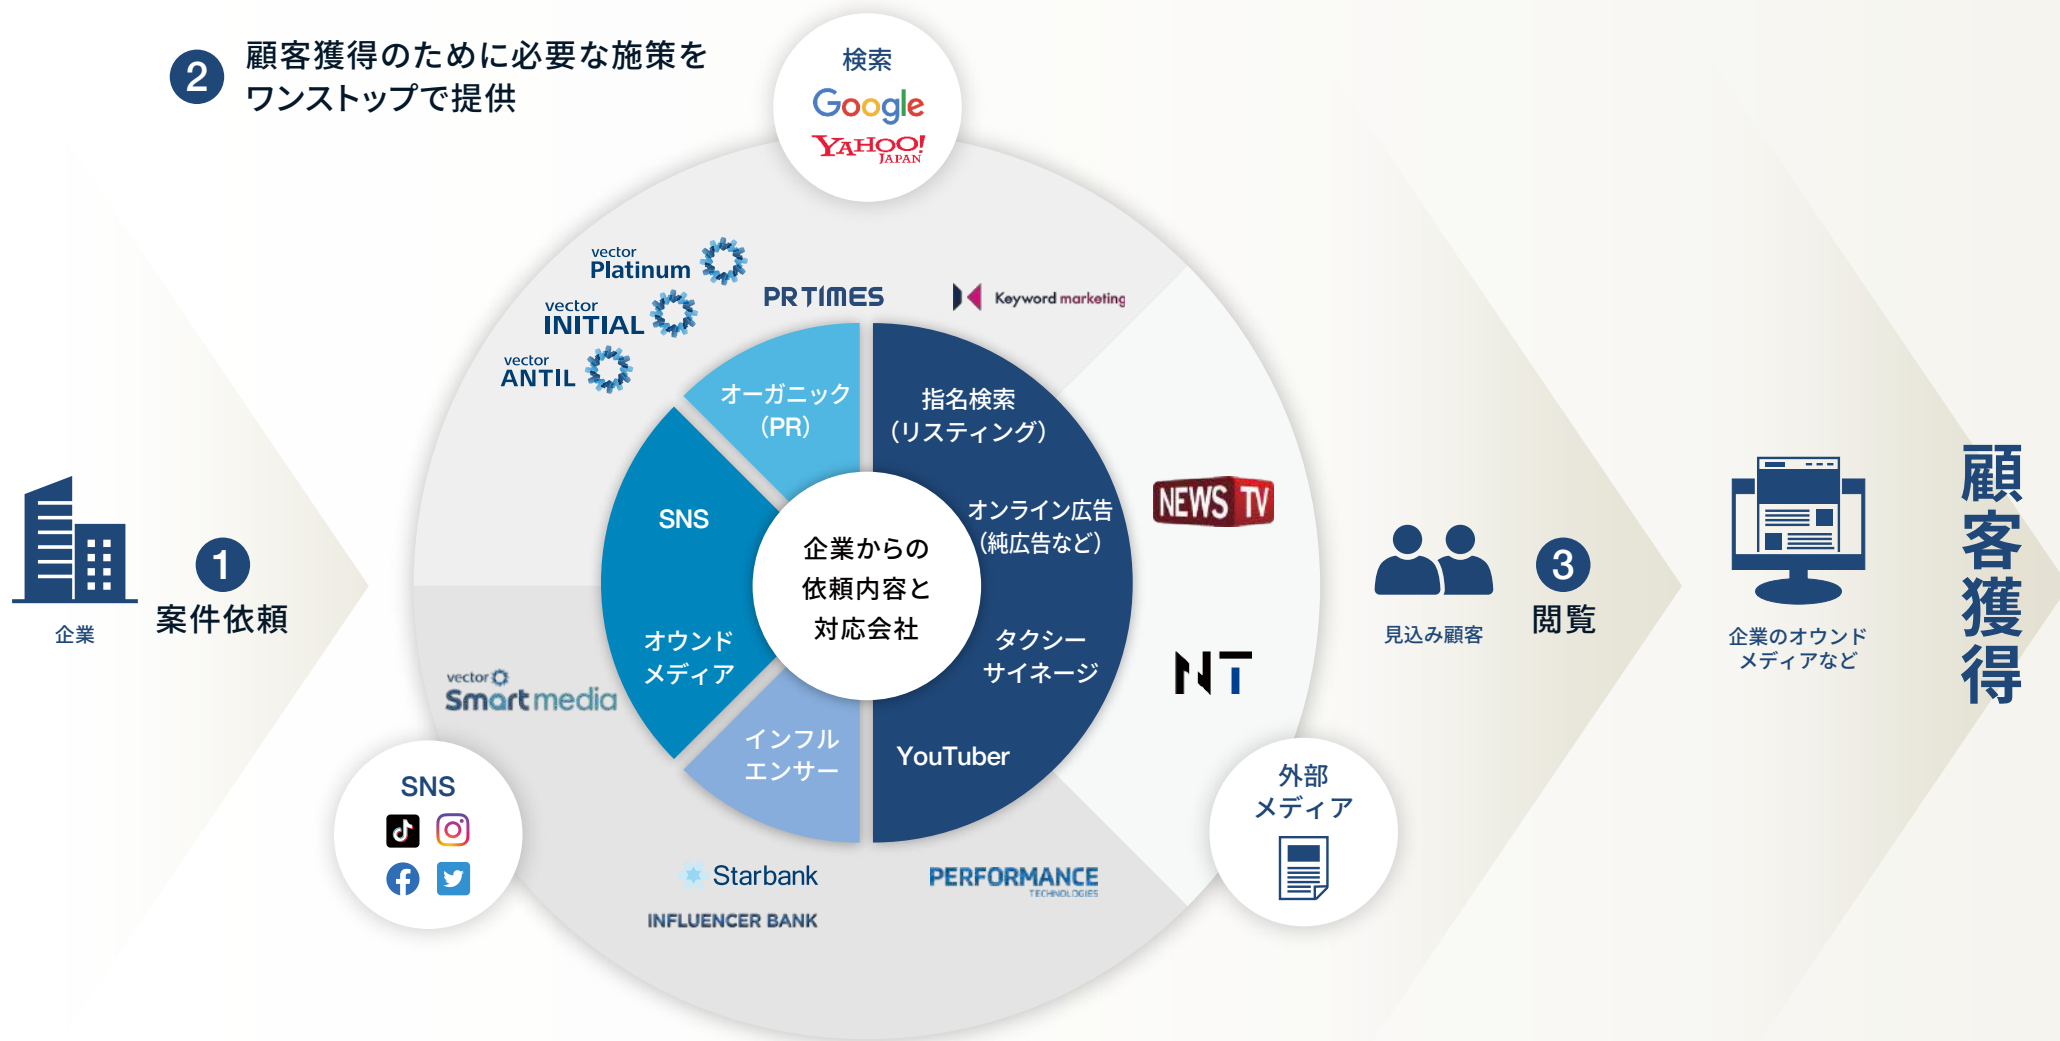 2
顧客獲得のために必要な施策を
ワンストップで提供
検索
Google
YAHOO!
JAPAN
vector
Platinum
vector
INITIAL
vector
ANTIL
PR TIMES
Keyword marketing
オーガニック
（PR）
指名検索
（リスティング）
SNS
オンライン広告
（純広告など）
NEWS TV
企業からの
依頼内容と
対応会社
オウンド
メディア
タクシー
サイネージ
NT
vector
Smartmedia
インフル
エンサー
YouTuber
企業
1
案件依頼
見込み顧客
3
閲覧
企業のオウンド
メディアなど
顧客獲得
SNS
外部
メディア
Starbank
INFLUENCER BANK
PERFORMANCE
TECHNOLOGIES